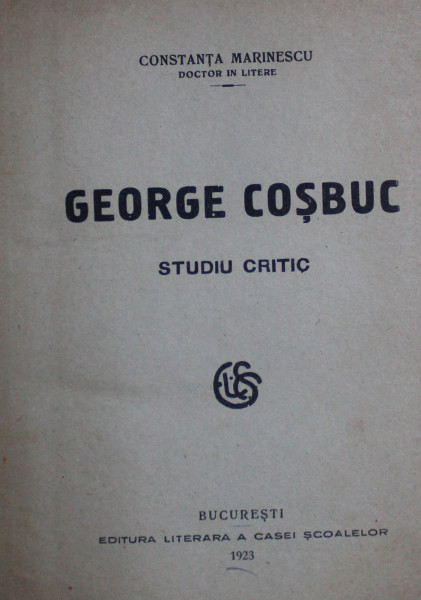 CONSTANȚA MARINESCU
DOCTOR IN LITERE
GEORGE COȘBUC
STUDIU CRITIC
BUCUREȘTI
EDITURA LITERARA A CASEI ȘCOALELOR
1923